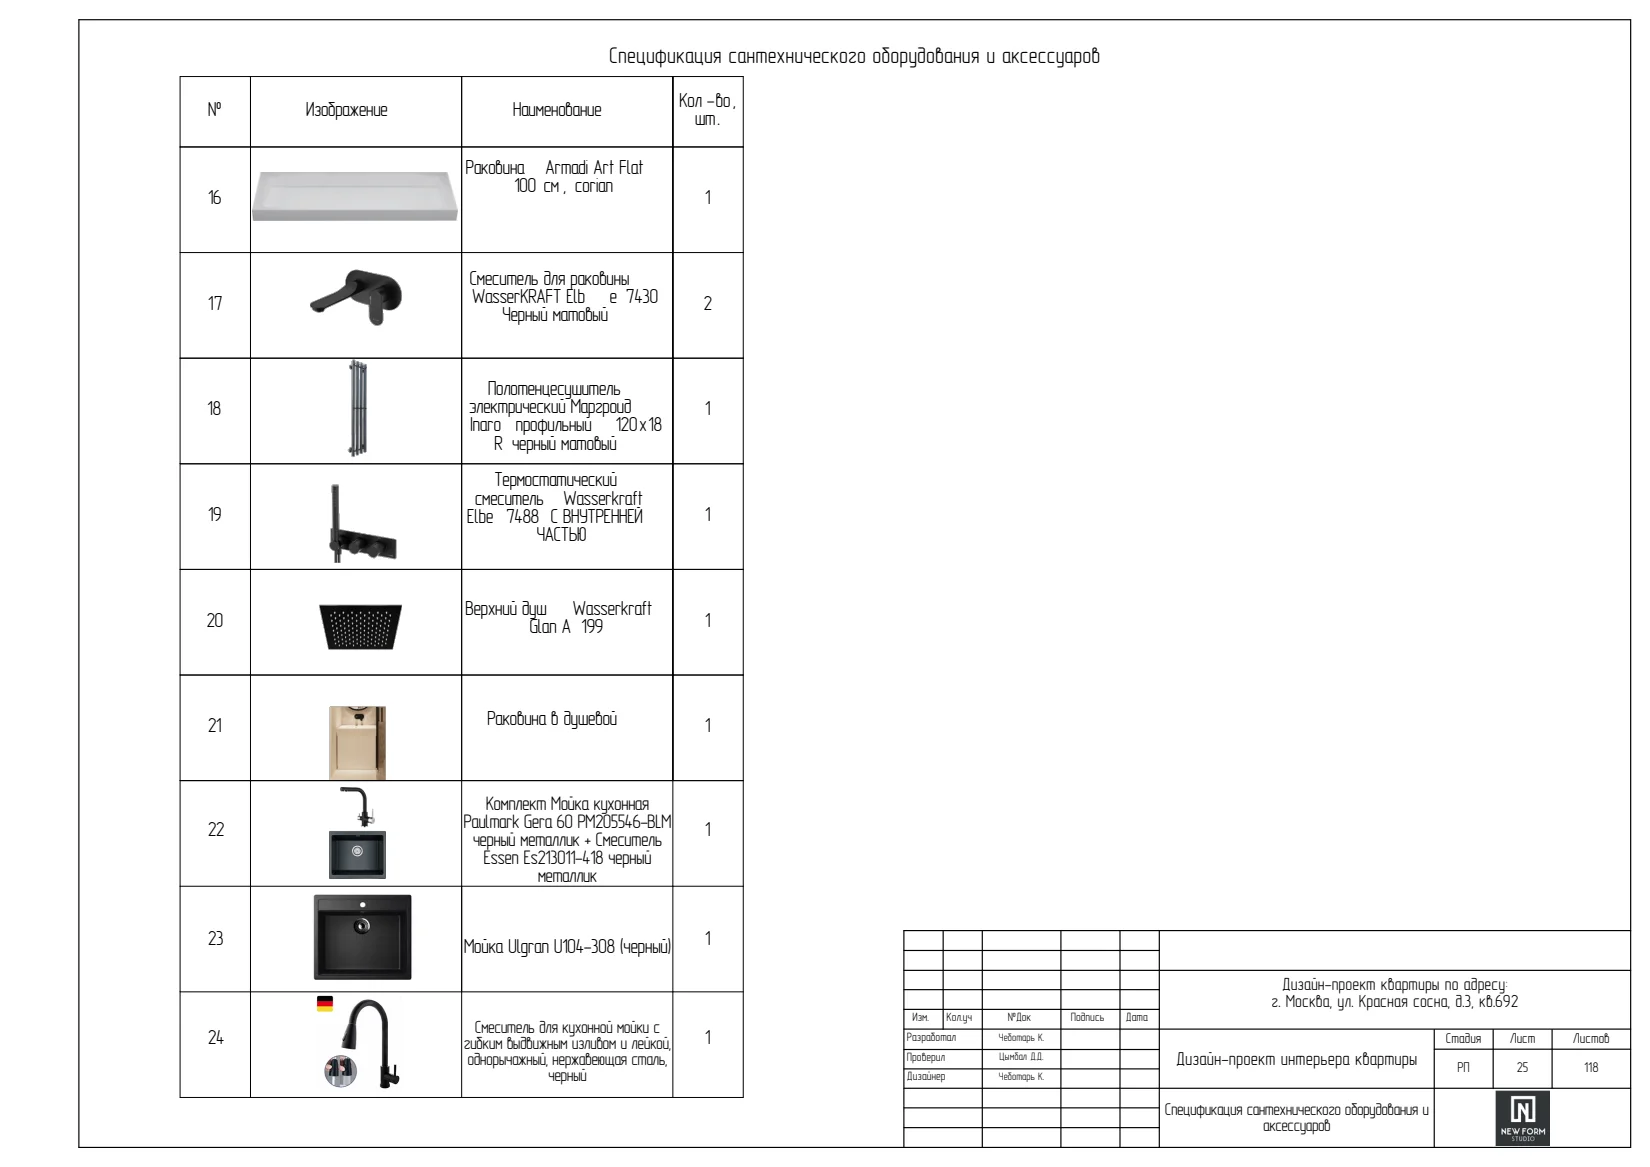 Спецификация сантехнического оборудования и аксессуаров
№ Изображение Наименование Кол -во,
шт.
16
Раковина Armadi Art Flat
100 см, corian
1
17
Смеситель для раковины
WasserKRAFT Elb e 7430
Черный матовый
2
18
Полотенцесушитель
электрический Маргроид
Inaro профильный 120x18
R черный матовый
1
19
Термостатический
смеситель Wasserkraft
Elbe 7488 С ВНУТРЕННЕЙ
ЧАСТЬЮ
1
20
Верхний душ Wasserkraft
Glan A 199
1
21
Раковина в душевой
1
22
Комплект Мойка кухонная
Paulmark Gera 60 PM205546-BLM
черный металлик + Смеситель
Essen Es213011-418 черный
металлик
1
23
Мойка Ulgran U104-308 (черный)
1
24
Смеситель для кухонной мойки с
гибким выдвижным изливом и лейкой,
однорычажный, нержавеющая сталь,
черный
1
Дизайн-проект квартиры по адресу:
г. Москва, ул. Красная сосна, д.3, кв.692
Изм. Кол.уч №Док Подпись Дата
Разработал Чеботарь К.
Проверил Цымбал Д.Д.
Дизайнер Чеботарь К.
Дизайн-проект интерьера квартиры
Стадия Лист Листов
РП 25 118
Спецификация сантехнического оборудования и
аксессуаров
N
NEW FORM
STUDIO